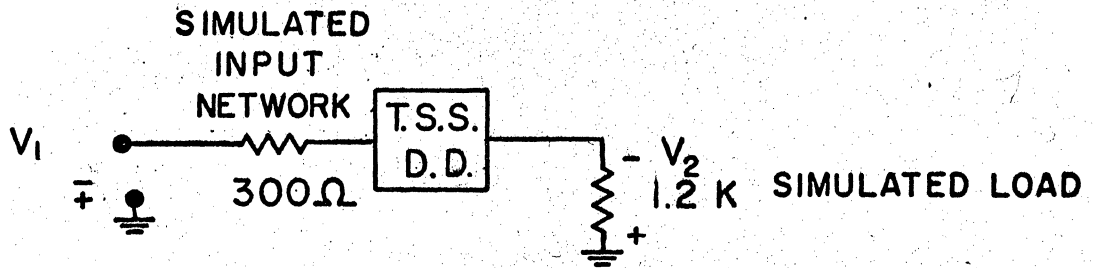 SIMULATED
INPUT
NETWORK
T.S.S.
D.D.
V₁
∓
300Ω
- V₂
1.2 K SIMULATED LOAD
+